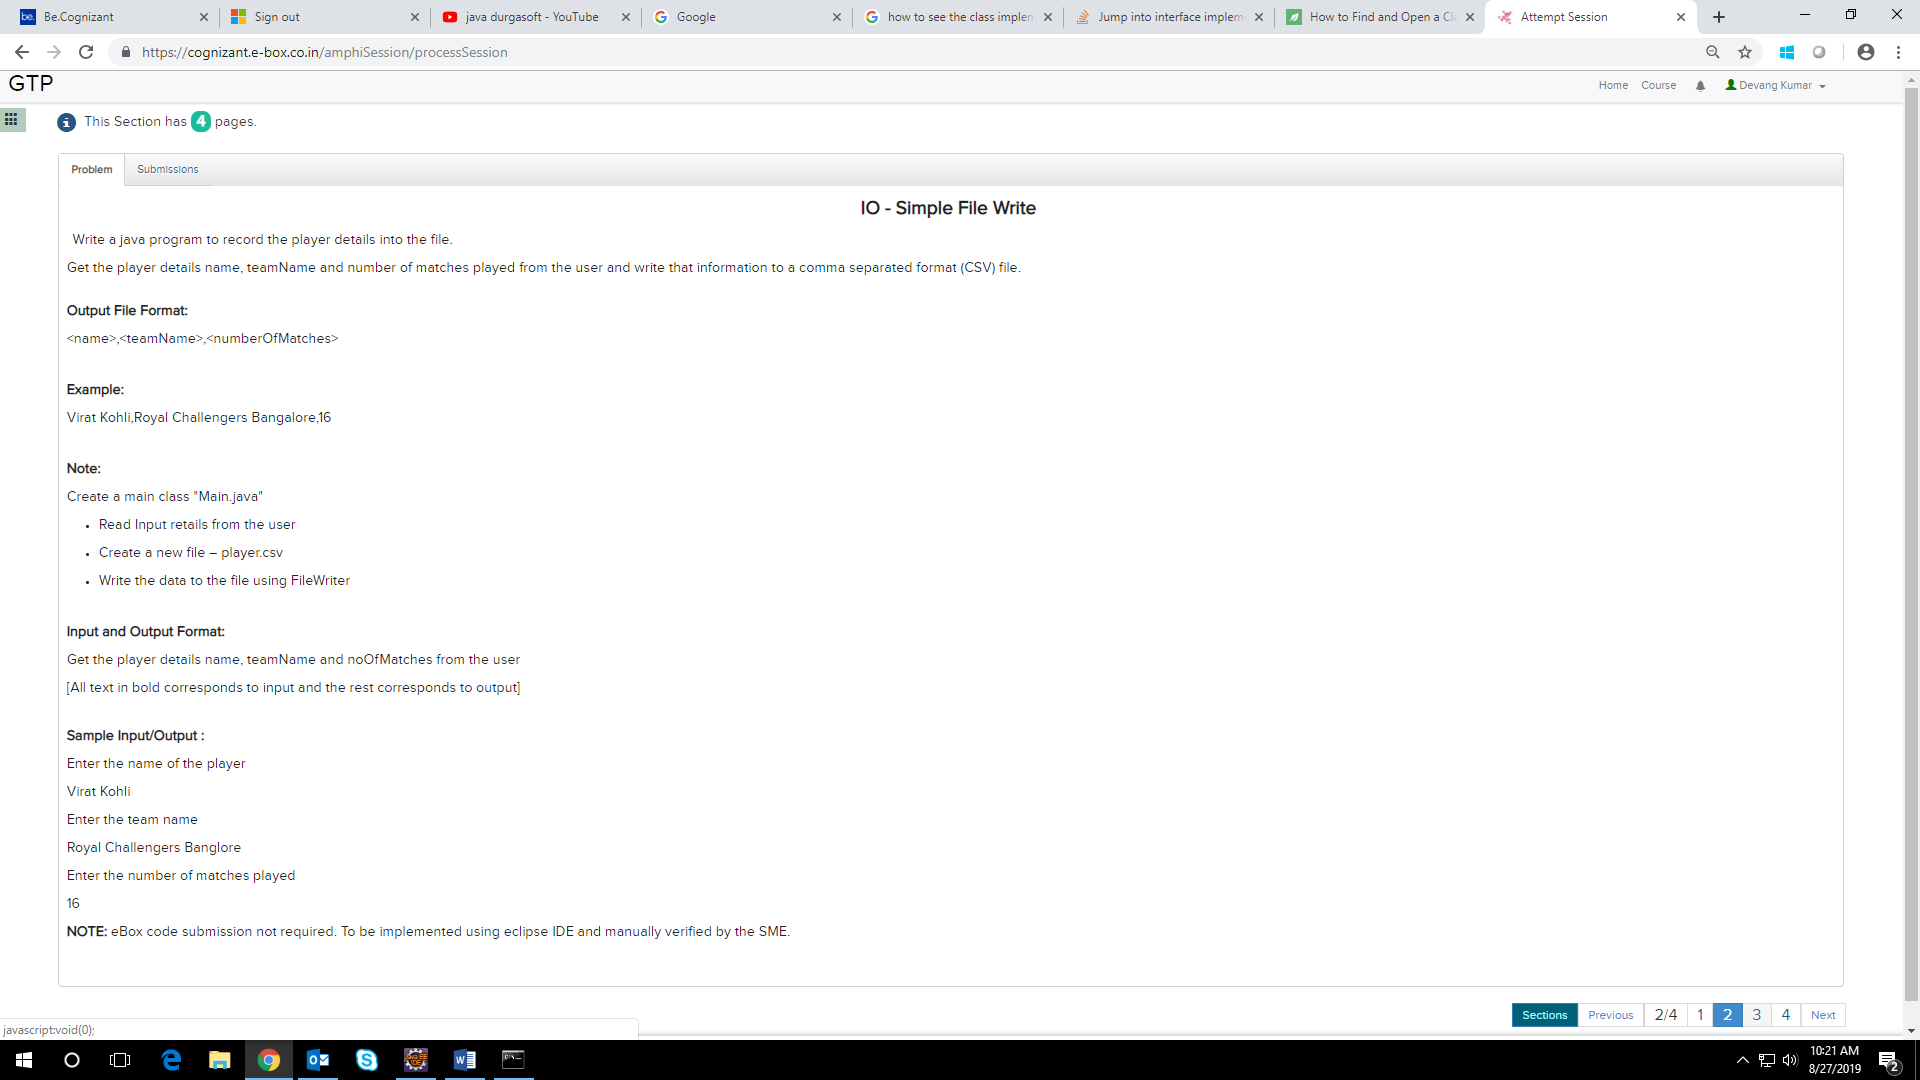 Be.Cognizant
Sign out
java durgasoft - YouTube
Google
how to see the class implem
Jump into interface implem
How to Find and Open a Cl
Attempt Session
https://cognizant.e-box.co.in/amphiSession/processSession
GTP
Home
Course
Devang Kumar
This Section has 4 pages.
Problem
Submissions
IO - Simple File Write
Write a java program to record the player details into the file.
Get the player details name, teamName and number of matches played from the user and write that information to a comma separated format (CSV) file.
Output File Format:
<name>,<teamName>,<numberOfMatches>
Example:
Virat Kohli,Royal Challengers Bangalore,16
Note:
Create a main class "Main.java"
• Read Input retails from the user
• Create a new file – player.csv
• Write the data to the file using FileWriter
Input and Output Format:
Get the player details name, teamName and noOfMatches from the user
[All text in bold corresponds to input and the rest corresponds to output]
Sample Input/Output :
Enter the name of the player
Virat Kohli
Enter the team name
Royal Challengers Banglore
Enter the number of matches played
16
NOTE: eBox code submission not required. To be implemented using eclipse IDE and manually verified by the SME.
Sections
Previous
2/4
1
2
3
4
Next
javascript:void(0);
10:21 AM
8/27/2019
2